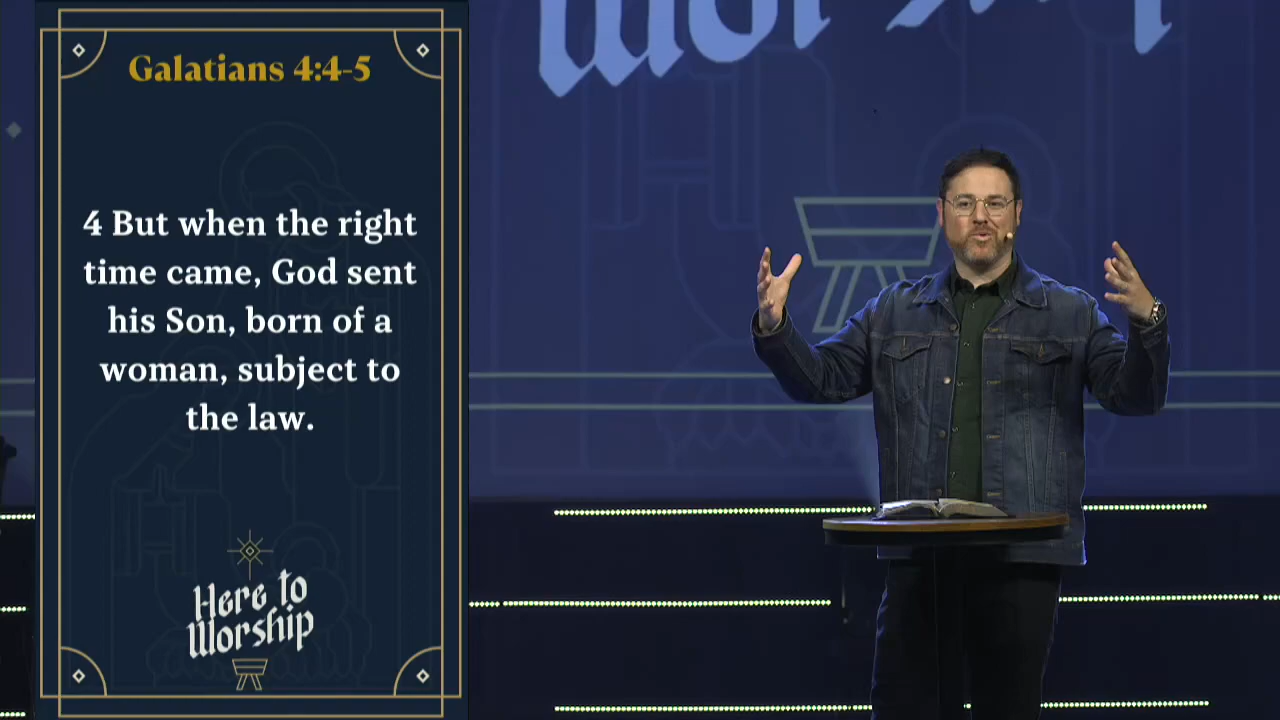 Galatians 4:4-5
4 But when the right
time came, God sent
his Son, born of a
woman, subject to
the law.
Here to
Worship
Worship